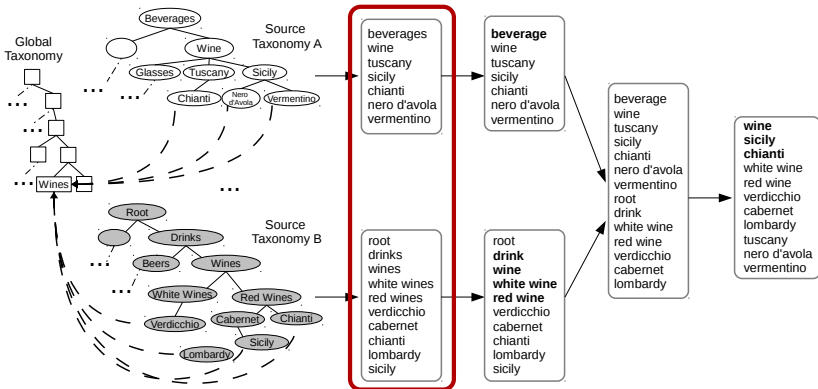 Global
Taxonomy
...
...
...
Wines
Source
Taxonomy A
Beverages
Wine
Glasses
Tuscany
Sicily
...
Chianti
Nero
d'Avola
Vermentino
...
Source
Taxonomy B
Root
Drinks
...
Beers
Wines
...
White Wines
Red Wines
Verdicchio
Cabernet
Chianti
Lombardy
Sicily
beverages
wine
tuscany
sicily
chianti
nero d'avola
vermentino
root
drinks
wines
white wines
red wines
verdicchio
cabernet
chianti
lombardy
sicily
beverage
wine
tuscany
sicily
chianti
nero d'avola
vermentino
root
drink
wine
white wine
red wine
verdicchio
cabernet
chianti
lombardy
sicily
beverage
wine
tuscany
sicily
chianti
nero d'avola
vermentino
root
drink
white wine
red wine
verdicchio
cabernet
lombardy
wine
sicily
chianti
white wine
red wine
verdicchio
cabernet
lombardy
tuscany
nero d'avola
vermentino